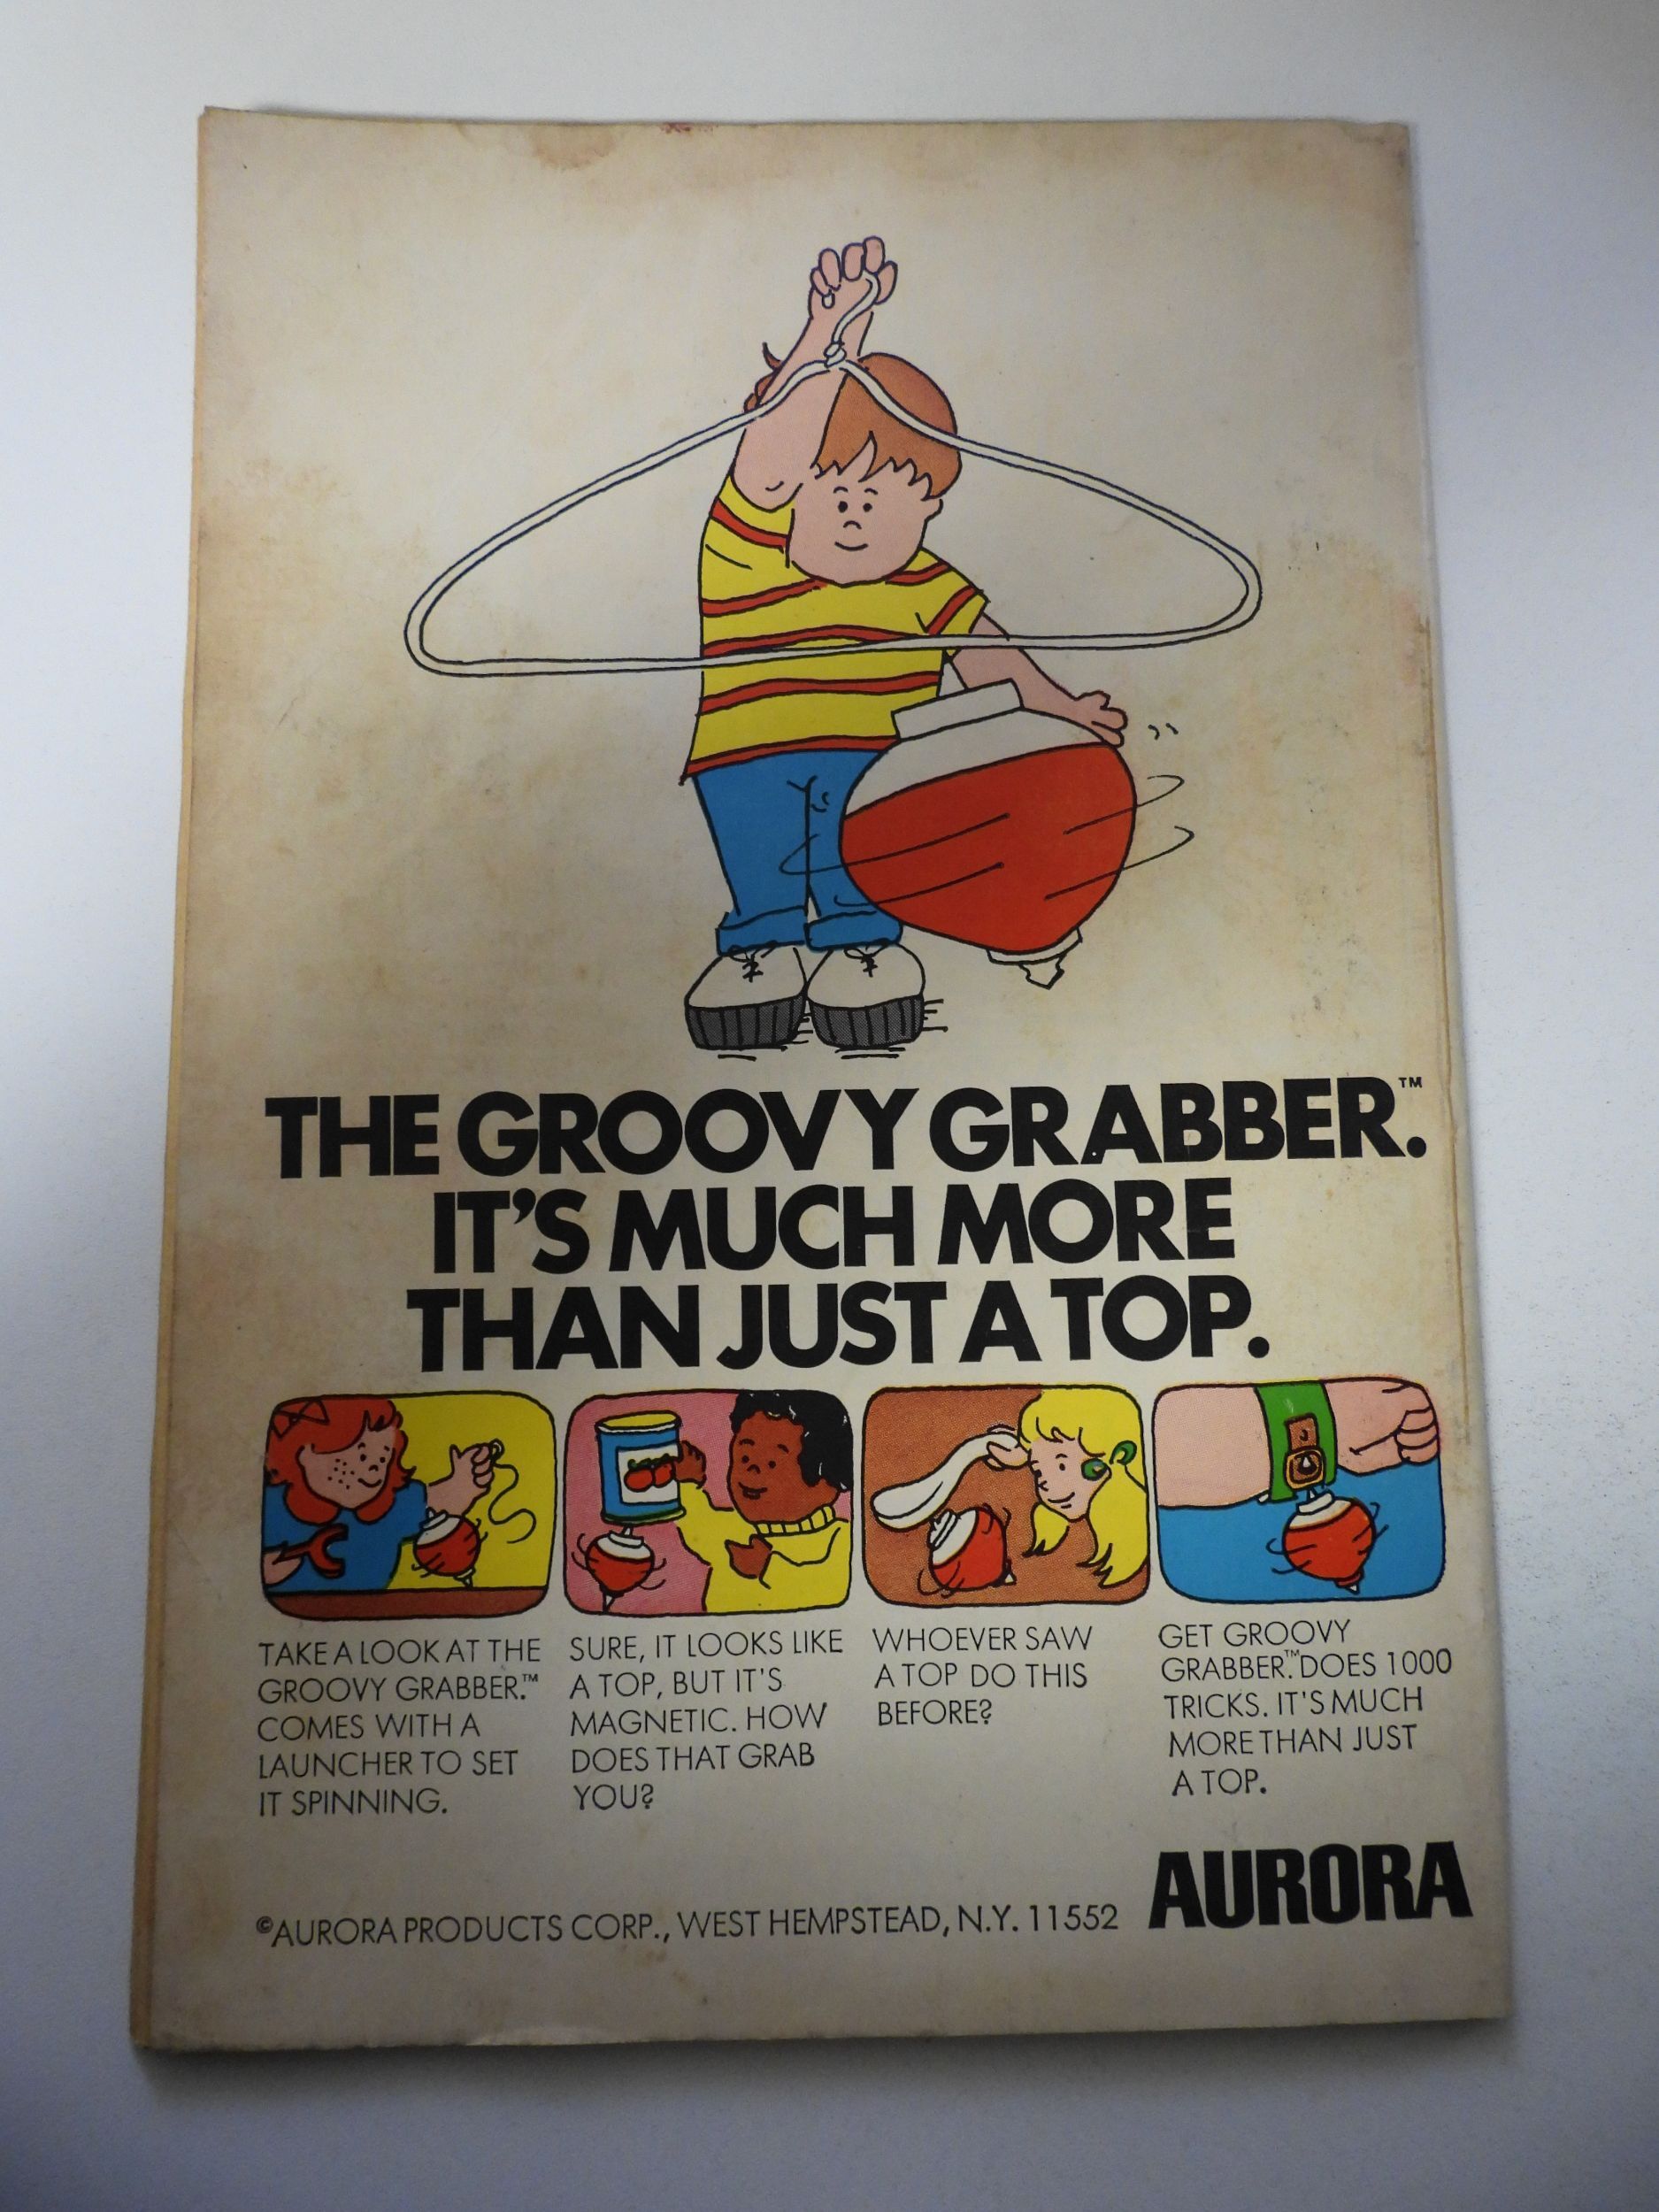 THE GROOVY GRABBER.™
IT'S MUCH MORE
THAN JUST A TOP.
TAKE A LOOK AT THE
GROOVY GRABBER.™
COMES WITH A
LAUNCHER TO SET
IT SPINNING.
SURE, IT LOOKS LIKE
A TOP, BUT IT'S
MAGNETIC. HOW
DOES THAT GRAB
YOU?
WHOEVER SAW
A TOP DO THIS
BEFORE?
GET GROOVY
GRABBER.™ DOES 1000
TRICKS. IT'S MUCH
MORE THAN JUST
A TOP.
©AURORA PRODUCTS CORP., WEST HEMPSTEAD, N.Y. 11552
AURORA